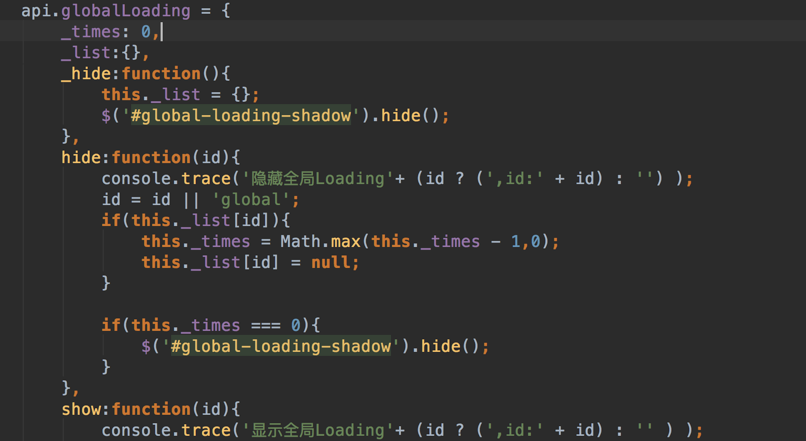 api.globalLoading = {
    _times: 0,
    _list:{},
    _hide:function(){
        this._list = {};
        $('#global-loading-shadow').hide();
    },
    hide:function(id){
        console.trace('隐藏全局Loading'+ (id ? (',id:' + id) : '') );
        id = id || 'global';
        if(this._list[id]){
            this._times = Math.max(this._times - 1,0);
            this._list[id] = null;
        }

        if(this._times === 0){
            $('#global-loading-shadow').hide();
        }
    },
    show:function(id){
        console.trace('显示全局Loading'+ (id ? (',id:' + id) : '' ) );